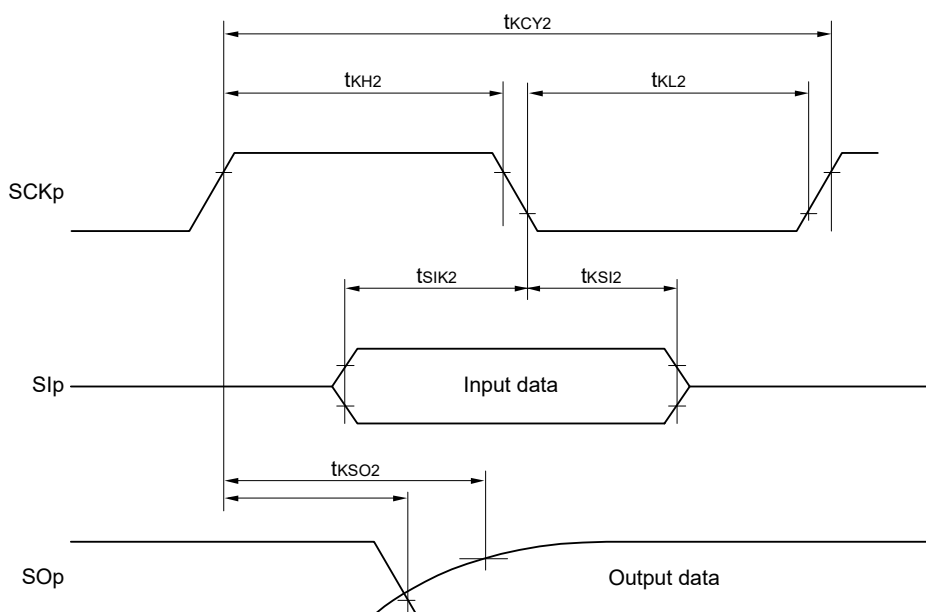 tKCY2
tKH2
tKL2
SCKp
tSIK2
tKSI2
SIp
Input data
tKSO2
SOp
Output data